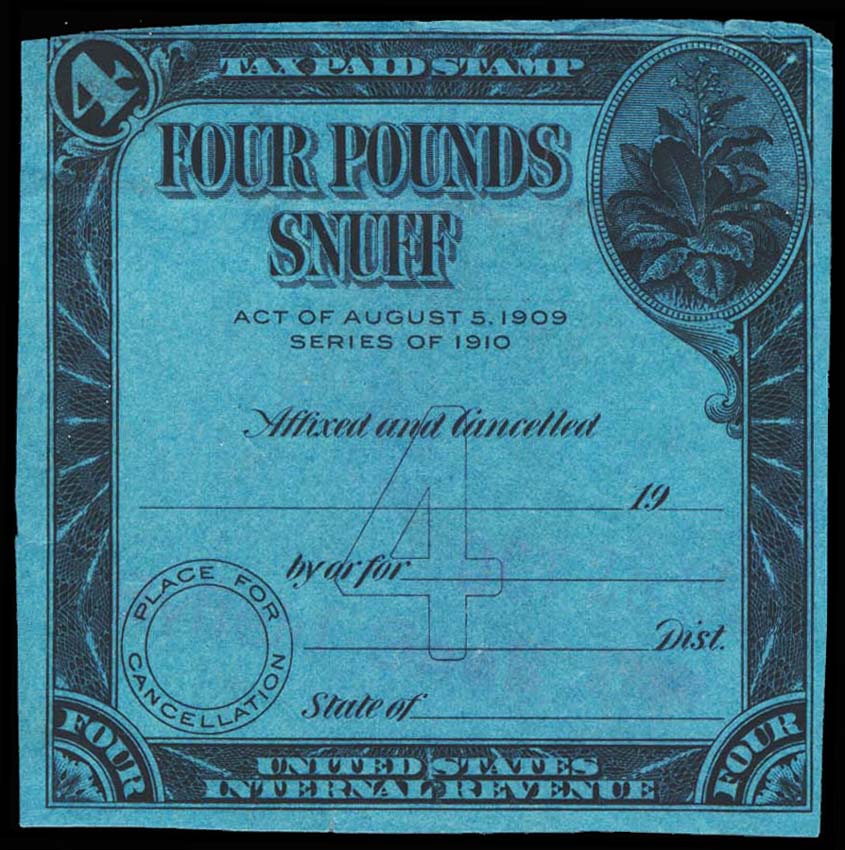 4
TAX PAID STAMP
FOUR POUNDS
SNUFF
ACT OF AUGUST 5, 1909
SERIES OF 1910
Affixed and Cancelled
4
19
by or for
Dist.
State of
PLACE FOR
CANCELLATION
FOUR
FOUR
UNITED STATES
INTERNAL REVENUE